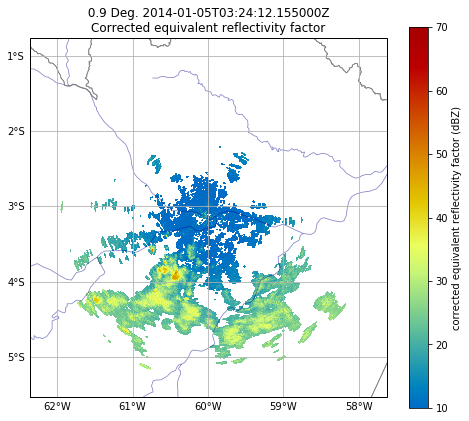 0.9 Deg. 2014-01-05T03:24:12.155000Z
Corrected equivalent reflectivity factor
1°S
2°S
3°S
4°S
5°S
62°W
61°W
60°W
59°W
58°W
70
60
50
40
30
20
10
corrected equivalent reflectivity factor (dBZ)